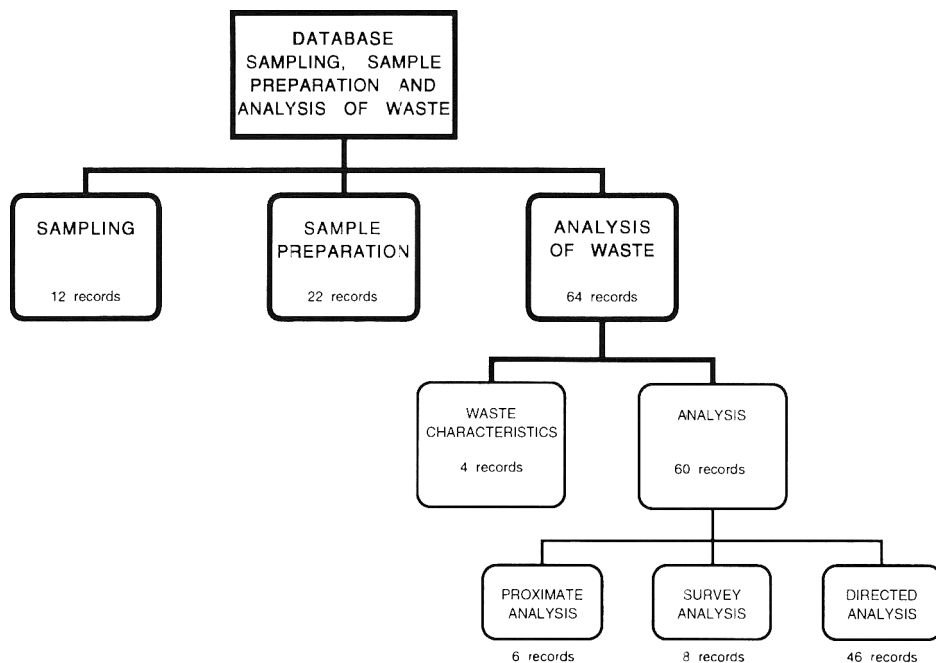 DATABASE
SAMPLING, SAMPLE
PREPARATION AND
ANALYSIS OF WASTE
SAMPLING
12 records
SAMPLE
PREPARATION
22 records
ANALYSIS
OF WASTE
64 records
WASTE
CHARACTERISTICS
4 records
ANALYSIS
60 records
PROXIMATE
ANALYSIS
6 records
SURVEY
ANALYSIS
8 records
DIRECTED
ANALYSIS
46 records